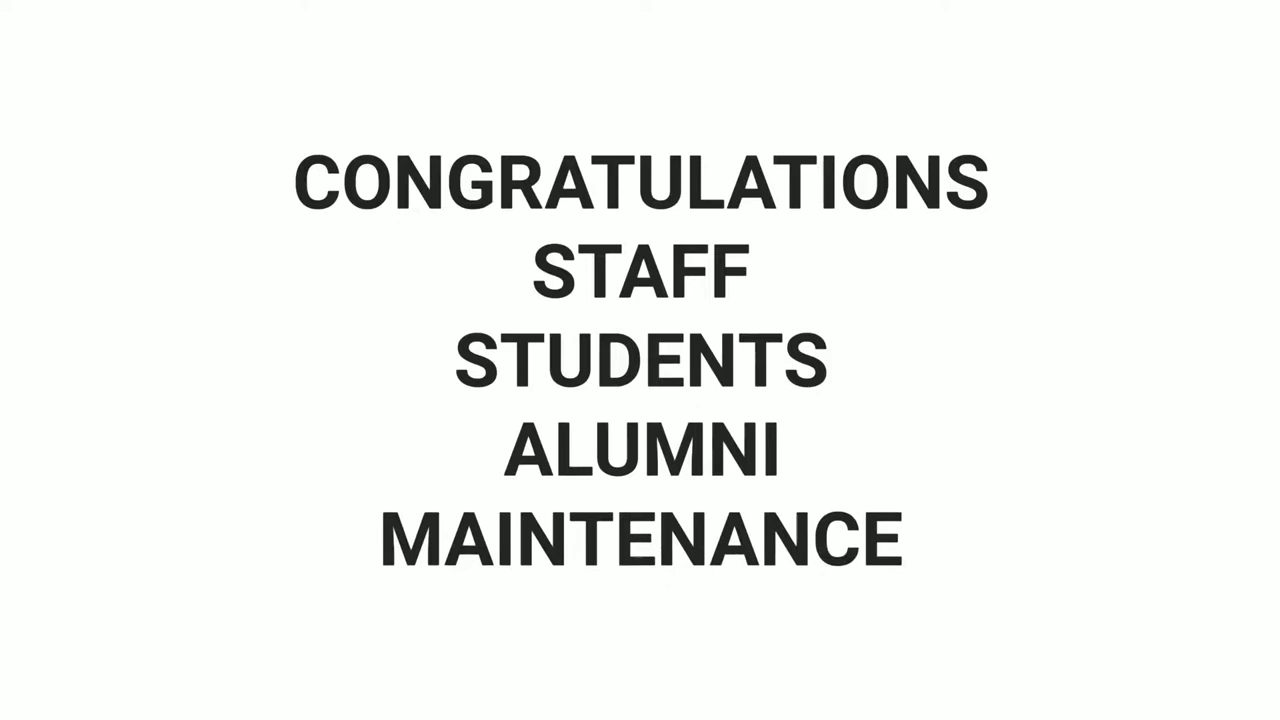 CONGRATULATIONS
STAFF
STUDENTS
ALUMNI
MAINTENANCE